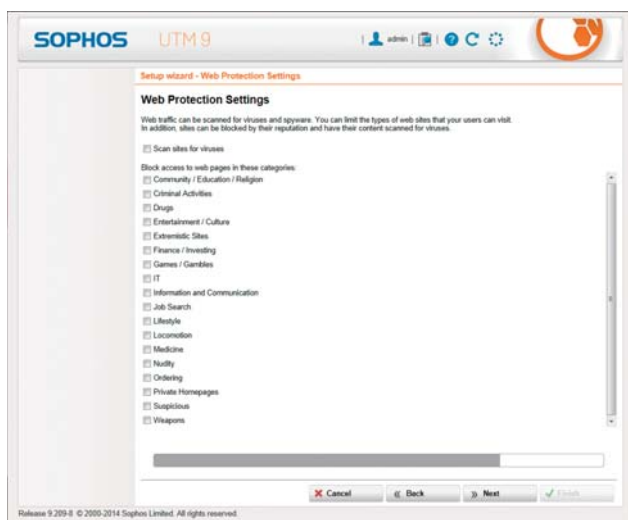 SOPHOS UTM 9 admin
Setup wizard - Web Protection Settings
Web Protection Settings
Web traffic can be scanned for viruses and spyware. You can limit the types of web sites that your users can visit.
In addition, sites can be blocked by their reputation and have their content scanned for viruses.
Scan sites for viruses
Block access to web pages in these categories:
Community / Education / Religion
Criminal Activities
Drugs
Entertainment / Culture
Extremistic Sites
Finance / Investing
Games / Gambles
IT
Information and Communication
Job Search
Lifestyle
Locomotion
Medicine
Nudity
Ordering
Private Homepages
Suspicious
Weapons
Cancel Back Next Finish
Release 9.209-8 © 2000-2014 Sophos Limited. All rights reserved.